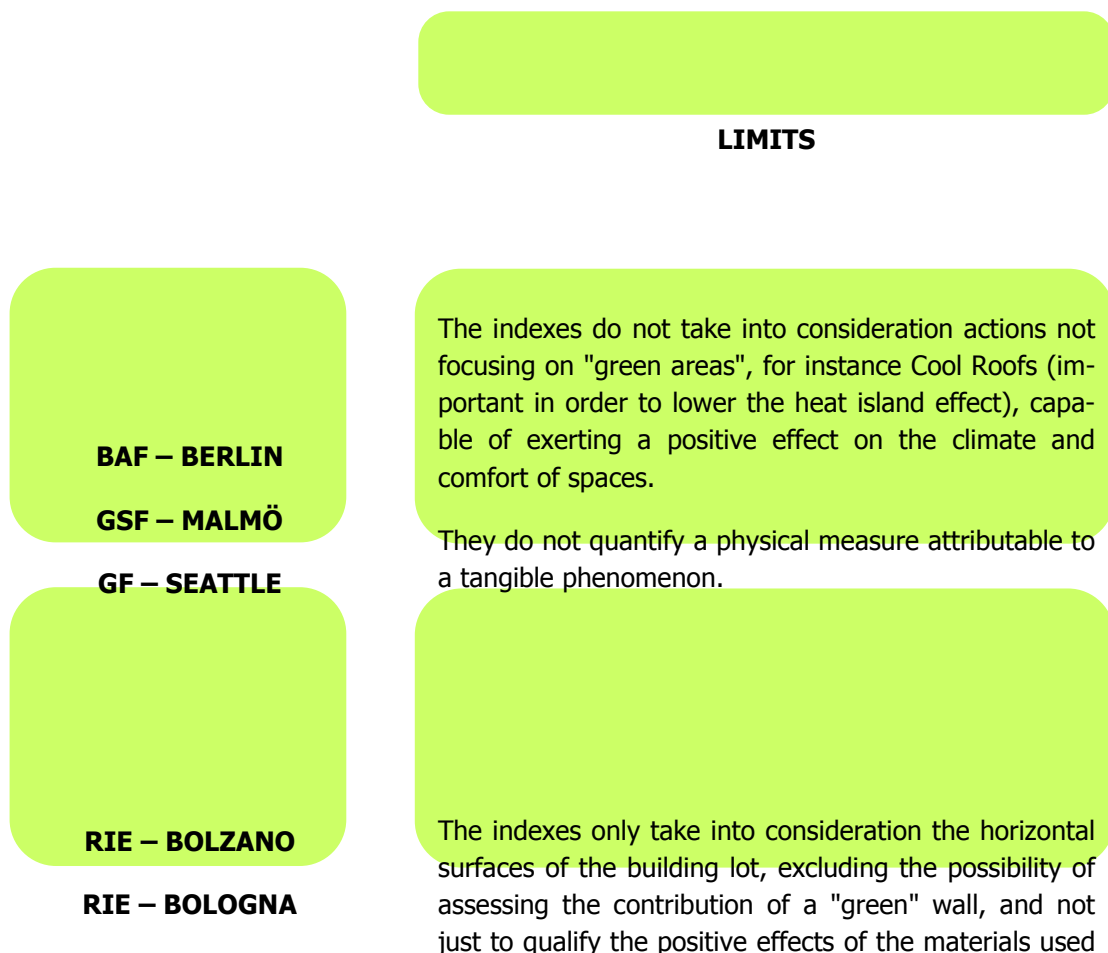 LIMITS
BAF – BERLIN
GSF – MALMÖ
GF – SEATTLE
The indexes do not take into consideration actions not
focusing on "green areas", for instance Cool Roofs (im-
portant in order to lower the heat island effect), capa-
ble of exerting a positive effect on the climate and
comfort of spaces.
They do not quantify a physical measure attributable to
a tangible phenomenon.
RIE – BOLZANO
RIE – BOLOGNA
The indexes only take into consideration the horizontal
surfaces of the building lot, excluding the possibility of
assessing the contribution of a "green" wall, and not
just to qualify the positive effects of the materials used